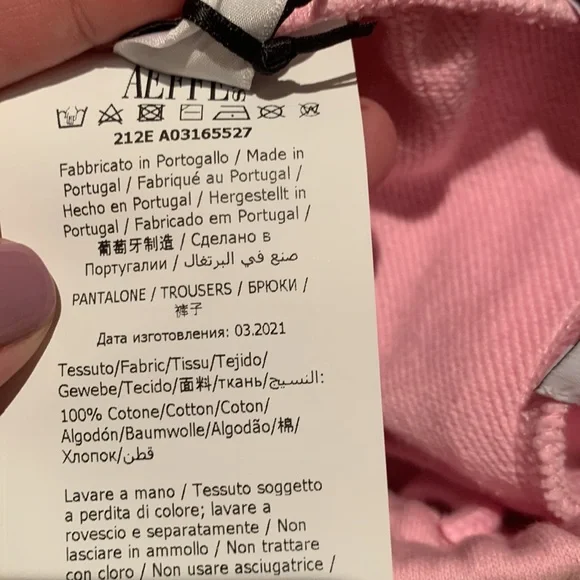 AEFFE
212E A03165527
Fabbricato in Portogallo / Made in
Portugal / Fabriqué au Portugal /
Hecho en Portugal / Hergestellt in
Portugal / Fabricado em Portugal /
葡萄牙制造 / Сделано в
Португалии / صنع في البرتغال
PANTALONE / TROUSERS / БРЮКИ /
裤子
Дата изготовления: 03.2021
Tessuto/Fabric/Tissu/Tejido/
Gewebe/Tecido/面料/ткань/النسيج:
100% Cotone/Cotton/Coton/
Algodón/Baumwolle/Algodão/棉/
Хлопок/قطن
Lavare a mano / Tessuto soggetto
a perdita di colore; lavare a
rovescio e separatamente / Non
lasciare in ammollo / Non trattare
con cloro / Non usare asciugatrice /